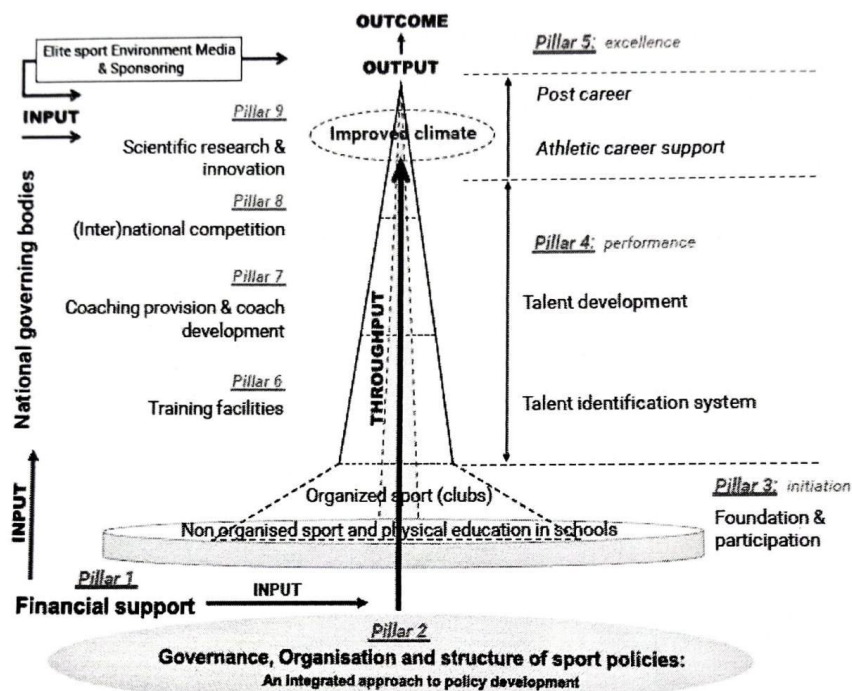 OUTCOME
OUTPUT
Elite sport Environment Media
& Sponsoring
INPUT
National governing bodies
INPUT
Pillar 9
Scientific research &
innovation
Pillar 8
(Inter)national competition
Pillar 7
Coaching provision & coach
development
Pillar 6
Training facilities
Improved climate
THROUGHPUT
Pillar 5: excellence
Post career
Athletic career support
Pillar 4: performance
Talent development
Talent identification system
Pillar 3: initiation
Foundation &
participation
Organized sport (clubs)
Non organised sport and physical education in schools
Pillar 1
Financial support
INPUT
Pillar 2
Governance, Organisation and structure of sport policies:
An integrated approach to policy development